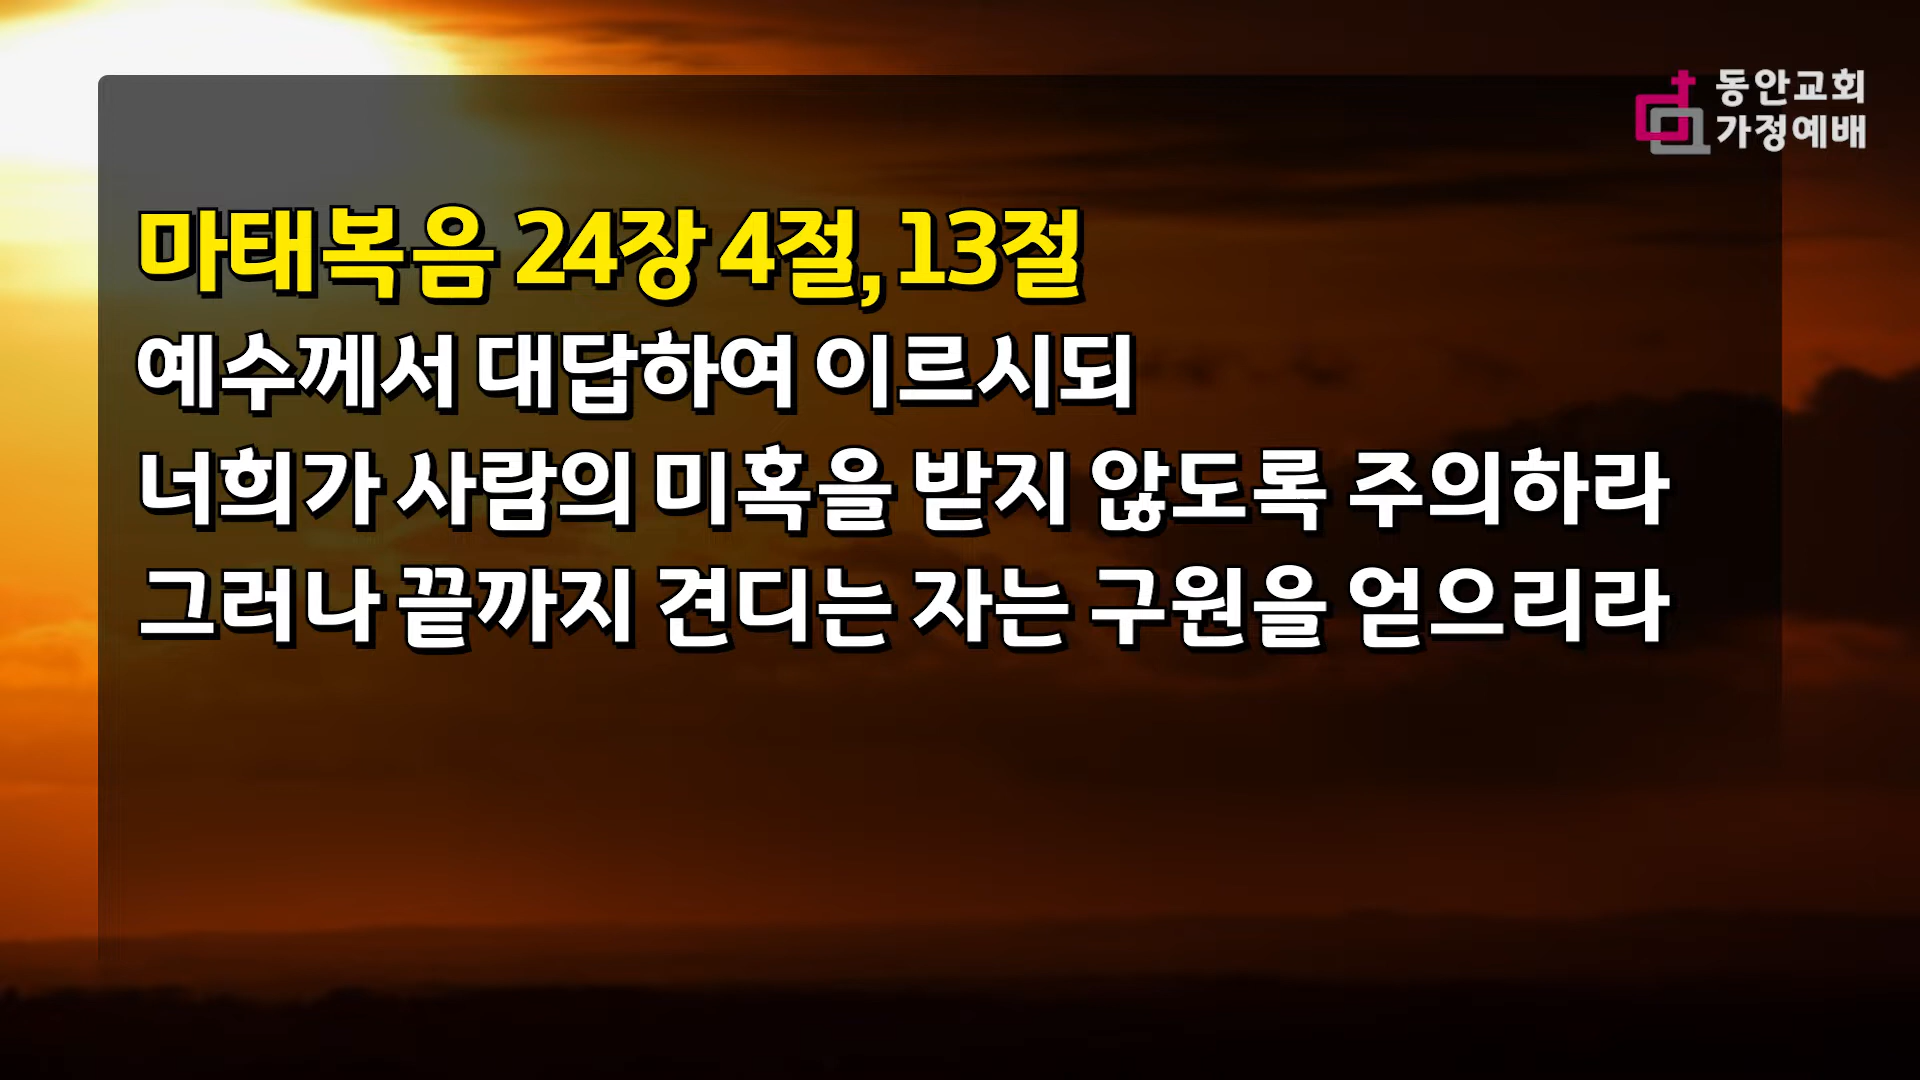 동안교회
가정예배
마태복음 24장 4절, 13절
예수께서 대답하여 이르시되
너희가 사람의 미혹을 받지 않도록 주의하라
그러나 끝까지 견디는 자는 구원을 얻으리라